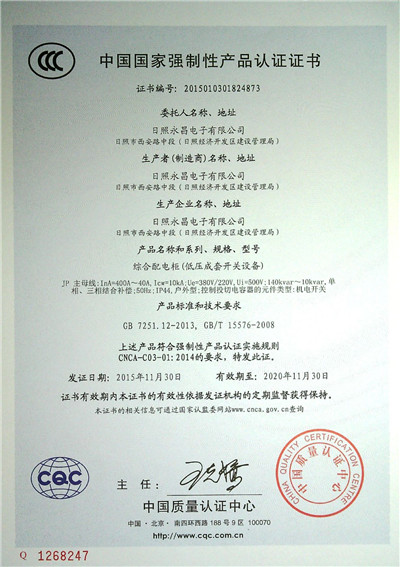 中国国家强制性产品认证证书
证书编号: 2015010301824873
委托人名称、地址
日照永昌电子有限公司
日照市西安路中段(日照经济开发区建设管理局)
生产者(制造商)名称、地址
日照永昌电子有限公司
日照市西安路中段(日照经济开发区建设管理局)
生产企业名称、地址
日照永昌电子有限公司
日照市西安路中段(日照经济开发区建设管理局)
产品名称和系列、规格、型号
综合配电柜(低压成套开关设备)
JP 主母线:InA=400A~40A,Icw=10kA;Ue=380V/220V,Ui=500V;140kvar~10kvar,单
相、三相结合补偿;50Hz;IP44,户外型;控制投切电容器的元件类型:机电开关
产品标准和技术要求
GB 7251.12-2013, GB/T 15576-2008
上述产品符合强制性产品认证实施规则
CNCA-C03-01:2014的要求,特发此证。
发证日期: 2015年11月30日 有效期至: 2020年11月30日
证书有效期内本证书的有效性依据发证机构的定期监督获得保持。
本证书的相关信息可通过国家认监委网站www.cnca.gov.cn查询
CQC
主任:
CHINA QUALITY CERTIFICATION CENTRE
中国质量认证中心
中国质量认证中心
中国·北京·南四环西路188号9区 100070
http://www.cqc.com.cn
Q 1268247